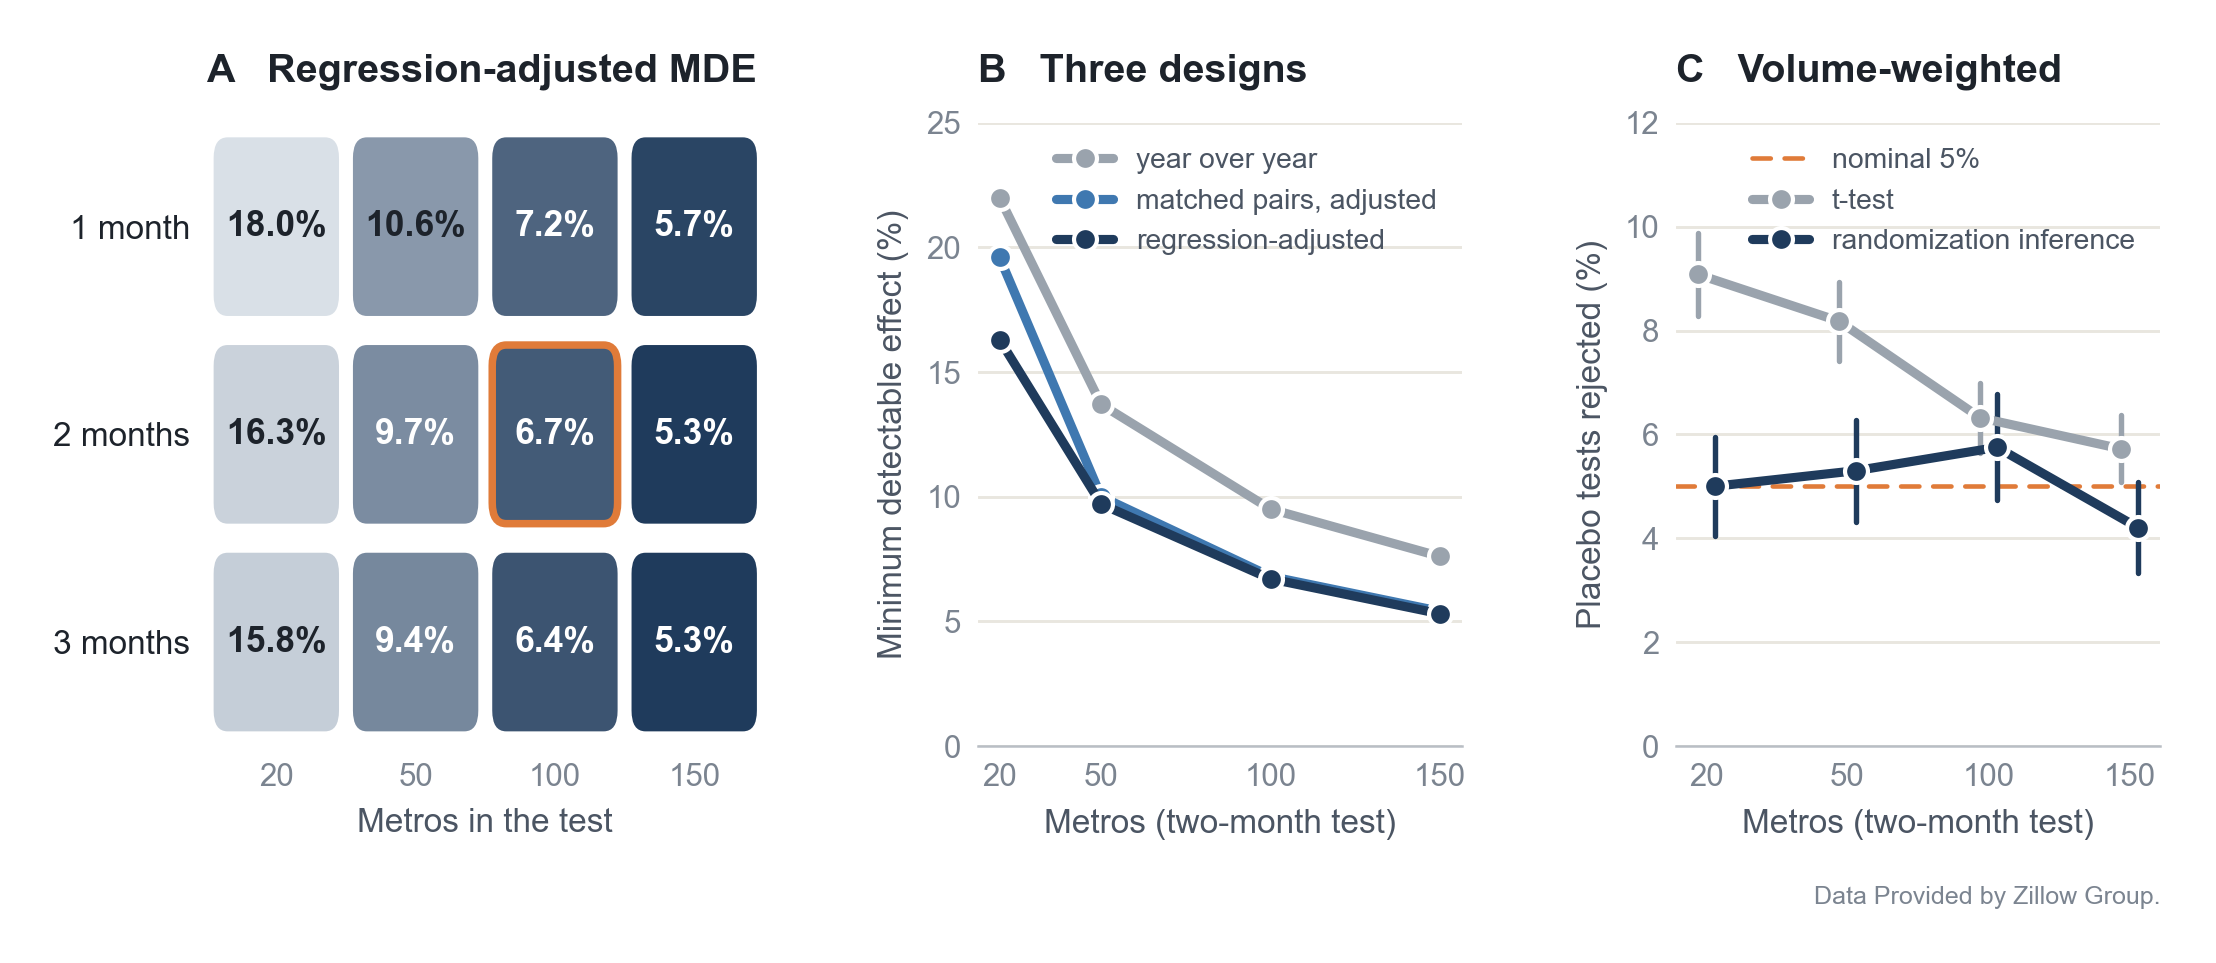 A Regression-adjusted MDE
1 month 18.0% 10.6% 7.2% 5.7%
2 months 16.3% 9.7% 6.7% 5.3%
3 months 15.8% 9.4% 6.4% 5.3%
20 50 100 150
Metros in the test
B Three designs
Minimum detectable effect (%)
25
20
15
10
5
0
year over year
matched pairs, adjusted
regression-adjusted
20 50 100 150
Metros (two-month test)
C Volume-weighted
Placebo tests rejected (%)
12
10
8
6
4
2
0
nominal 5%
t-test
randomization inference
20 50 100 150
Metros (two-month test)
Data Provided by Zillow Group.